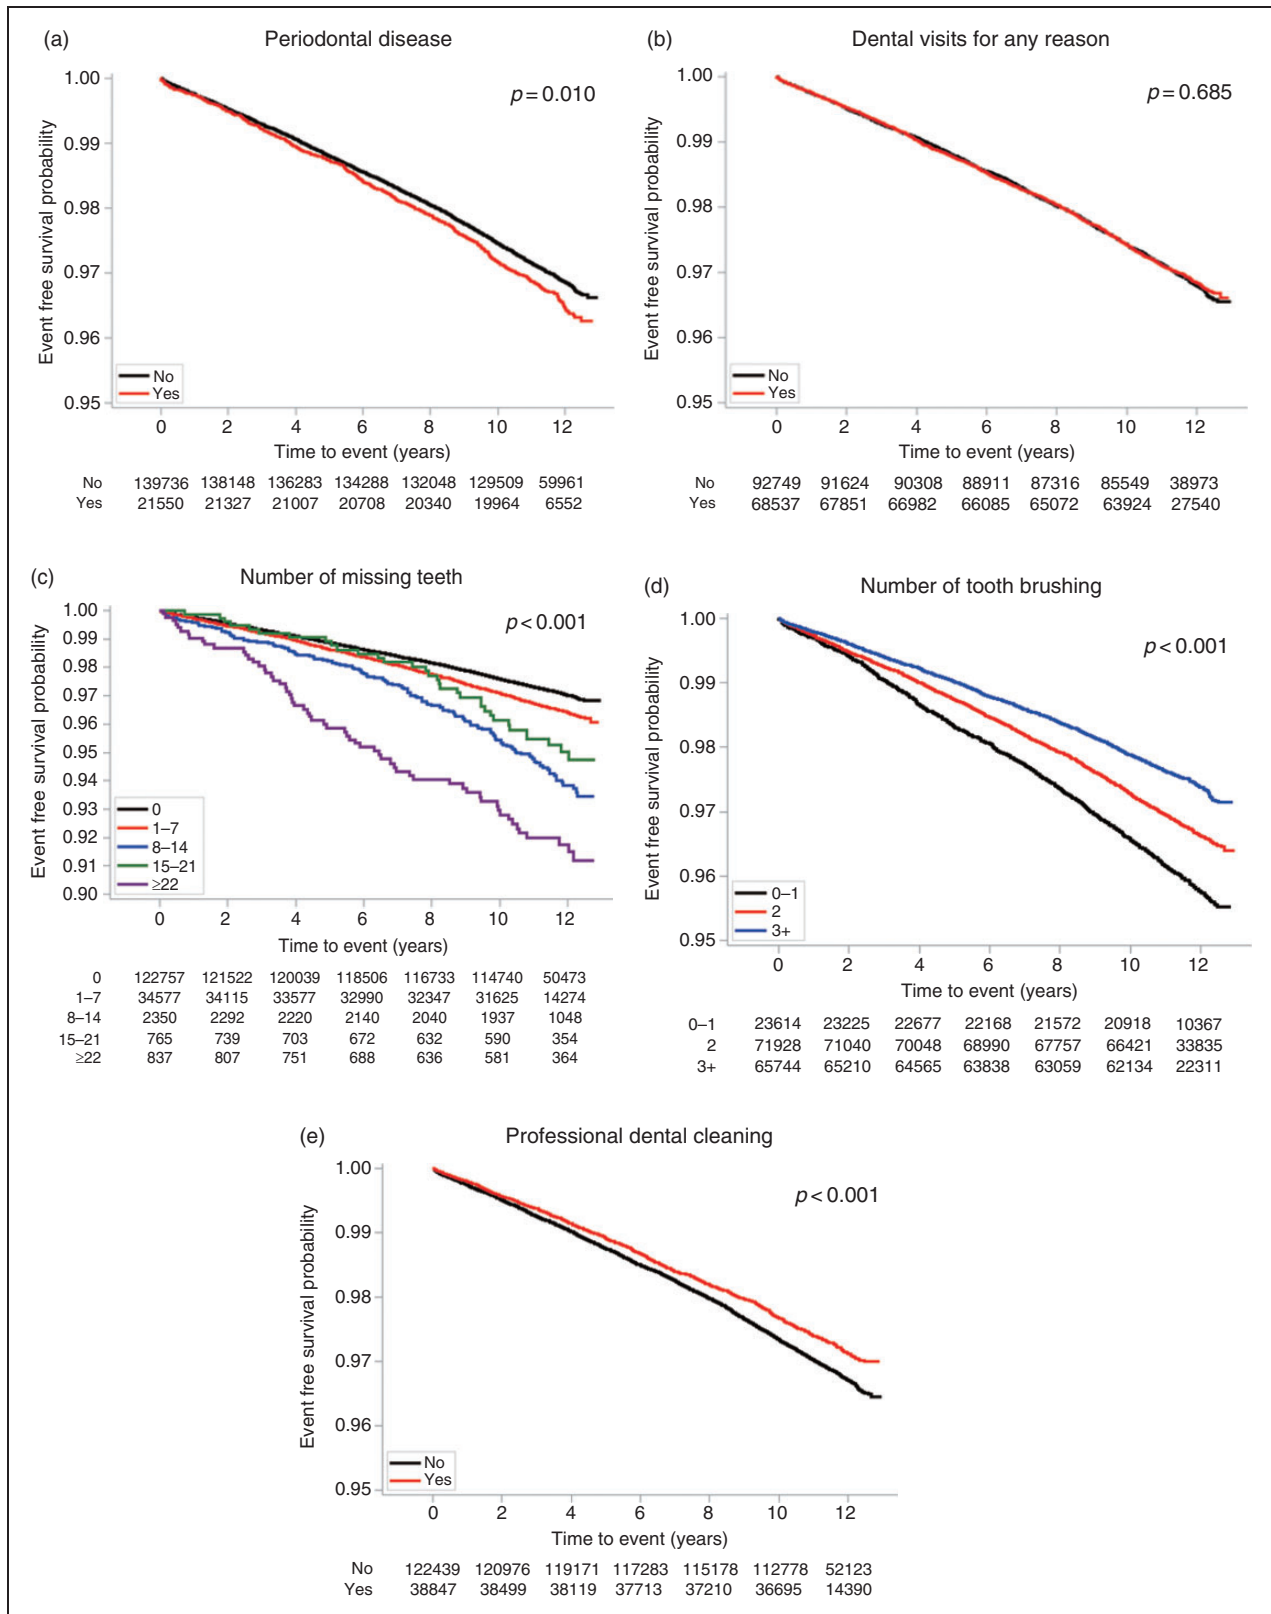 (a) Periodontal disease
1.00
0.99
0.98
0.97
0.96
0.95
Event free survival probability
p = 0.010
No
Yes
0 2 4 6 8 10 12
Time to event (years)
No 139736 138148 136283 134288 132048 129509 59961
Yes 21550 21327 21007 20708 20340 19964 6552
(b) Dental visits for any reason
1.00
0.99
0.98
0.97
0.96
0.95
Event free survival probability
p = 0.685
No
Yes
0 2 4 6 8 10 12
Time to event (years)
No 92749 91624 90308 88911 87316 85549 38973
Yes 68537 67851 66982 66085 65072 63924 27540
(c) Number of missing teeth
1.00
0.99
0.98
0.97
0.96
0.95
0.94
0.93
0.92
0.91
0.90
Event free survival probability
p < 0.001
0
1–7
8–14
15–21
≥22
0 2 4 6 8 10 12
Time to event (years)
0 122757 121522 120039 118506 116733 114740 50473
1–7 34577 34115 33577 32990 32347 31625 14274
8–14 2350 2292 2220 2140 2040 1937 1048
15–21 765 739 703 672 632 590 354
≥22 837 807 751 688 636 581 364
(d) Number of tooth brushing
1.00
0.99
0.98
0.97
0.96
0.95
Event free survival probability
p < 0.001
0–1
2
3+
0 2 4 6 8 10 12
Time to event (years)
0–1 23614 23225 22677 22168 21572 20918 10367
2 71928 71040 70048 68990 67757 66421 33835
3+ 65744 65210 64565 63838 63059 62134 22311
(e) Professional dental cleaning
1.00
0.99
0.98
0.97
0.96
0.95
Event free survival probability
p < 0.001
No
Yes
0 2 4 6 8 10 12
Time to event (years)
No 122439 120976 119171 117283 115178 112778 52123
Yes 38847 38499 38119 37713 37210 36695 14390